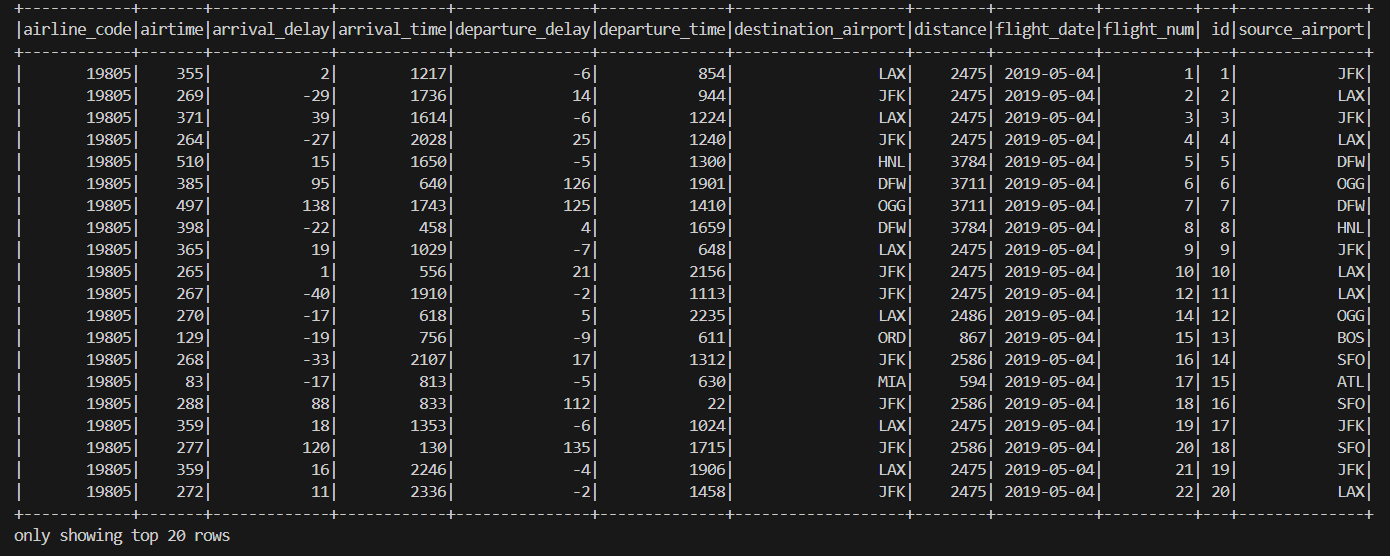 +------------+-------+-------------+------------+---------------+--------------+-------------------+--------+-----------+----------+---+--------------+
|airline_code|airtime|arrival_delay|arrival_time|departure_delay|departure_time|destination_airport|distance|flight_date|flight_num| id|source_airport|
+------------+-------+-------------+------------+---------------+--------------+-------------------+--------+-----------+----------+---+--------------+
|       19805|    355|            2|        1217|             -6|           854|                LAX|    2475| 2019-05-04|         1|  1|           JFK|
|       19805|    269|          -29|        1736|             14|           944|                JFK|    2475| 2019-05-04|         2|  2|           LAX|
|       19805|    371|           39|        1614|             -6|          1224|                LAX|    2475| 2019-05-04|         3|  3|           JFK|
|       19805|    264|          -27|        2028|             25|          1240|                JFK|    2475| 2019-05-04|         4|  4|           LAX|
|       19805|    510|           15|        1650|             -5|          1300|                HNL|    3784| 2019-05-04|         5|  5|           DFW|
|       19805|    385|           95|         640|            126|          1901|                DFW|    3711| 2019-05-04|         6|  6|           OGG|
|       19805|    497|          138|        1743|            125|          1410|                OGG|    3711| 2019-05-04|         7|  7|           DFW|
|       19805|    398|          -22|         458|              4|          1659|                DFW|    3784| 2019-05-04|         8|  8|           HNL|
|       19805|    365|           19|        1029|             -7|           648|                LAX|    2475| 2019-05-04|         9|  9|           JFK|
|       19805|    265|            1|         556|             21|          2156|                JFK|    2475| 2019-05-04|        10| 10|           LAX|
|       19805|    267|          -40|        1910|             -2|          1113|                JFK|    2475| 2019-05-04|        12| 11|           LAX|
|       19805|    270|          -17|         618|              5|          2235|                LAX|    2486| 2019-05-04|        14| 12|           OGG|
|       19805|    129|          -19|         756|             -9|           611|                ORD|     867| 2019-05-04|        15| 13|           BOS|
|       19805|    268|          -33|        2107|             17|          1312|                JFK|    2586| 2019-05-04|        16| 14|           SFO|
|       19805|     83|          -17|         813|             -5|           630|                MIA|     594| 2019-05-04|        17| 15|           ATL|
|       19805|    288|           88|         833|            112|            22|                JFK|    2586| 2019-05-04|        18| 16|           SFO|
|       19805|    359|           18|        1353|             -6|          1024|                LAX|    2475| 2019-05-04|        19| 17|           JFK|
|       19805|    277|          120|         130|            135|          1715|                JFK|    2586| 2019-05-04|        20| 18|           SFO|
|       19805|    359|           16|        2246|             -4|          1906|                LAX|    2475| 2019-05-04|        21| 19|           JFK|
|       19805|    272|           11|        2336|             -2|          1458|                JFK|    2475| 2019-05-04|        22| 20|           LAX|
+------------+-------+-------------+------------+---------------+--------------+-------------------+--------+-----------+----------+---+--------------+
only showing top 20 rows